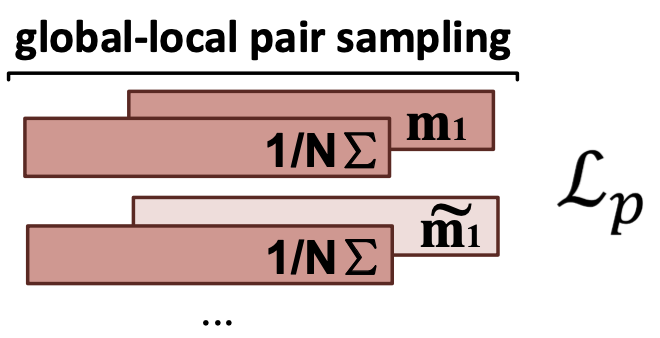 global-local pair sampling
m₁
1/N Σ
ℒₚ
m̃₁
1/N Σ
...